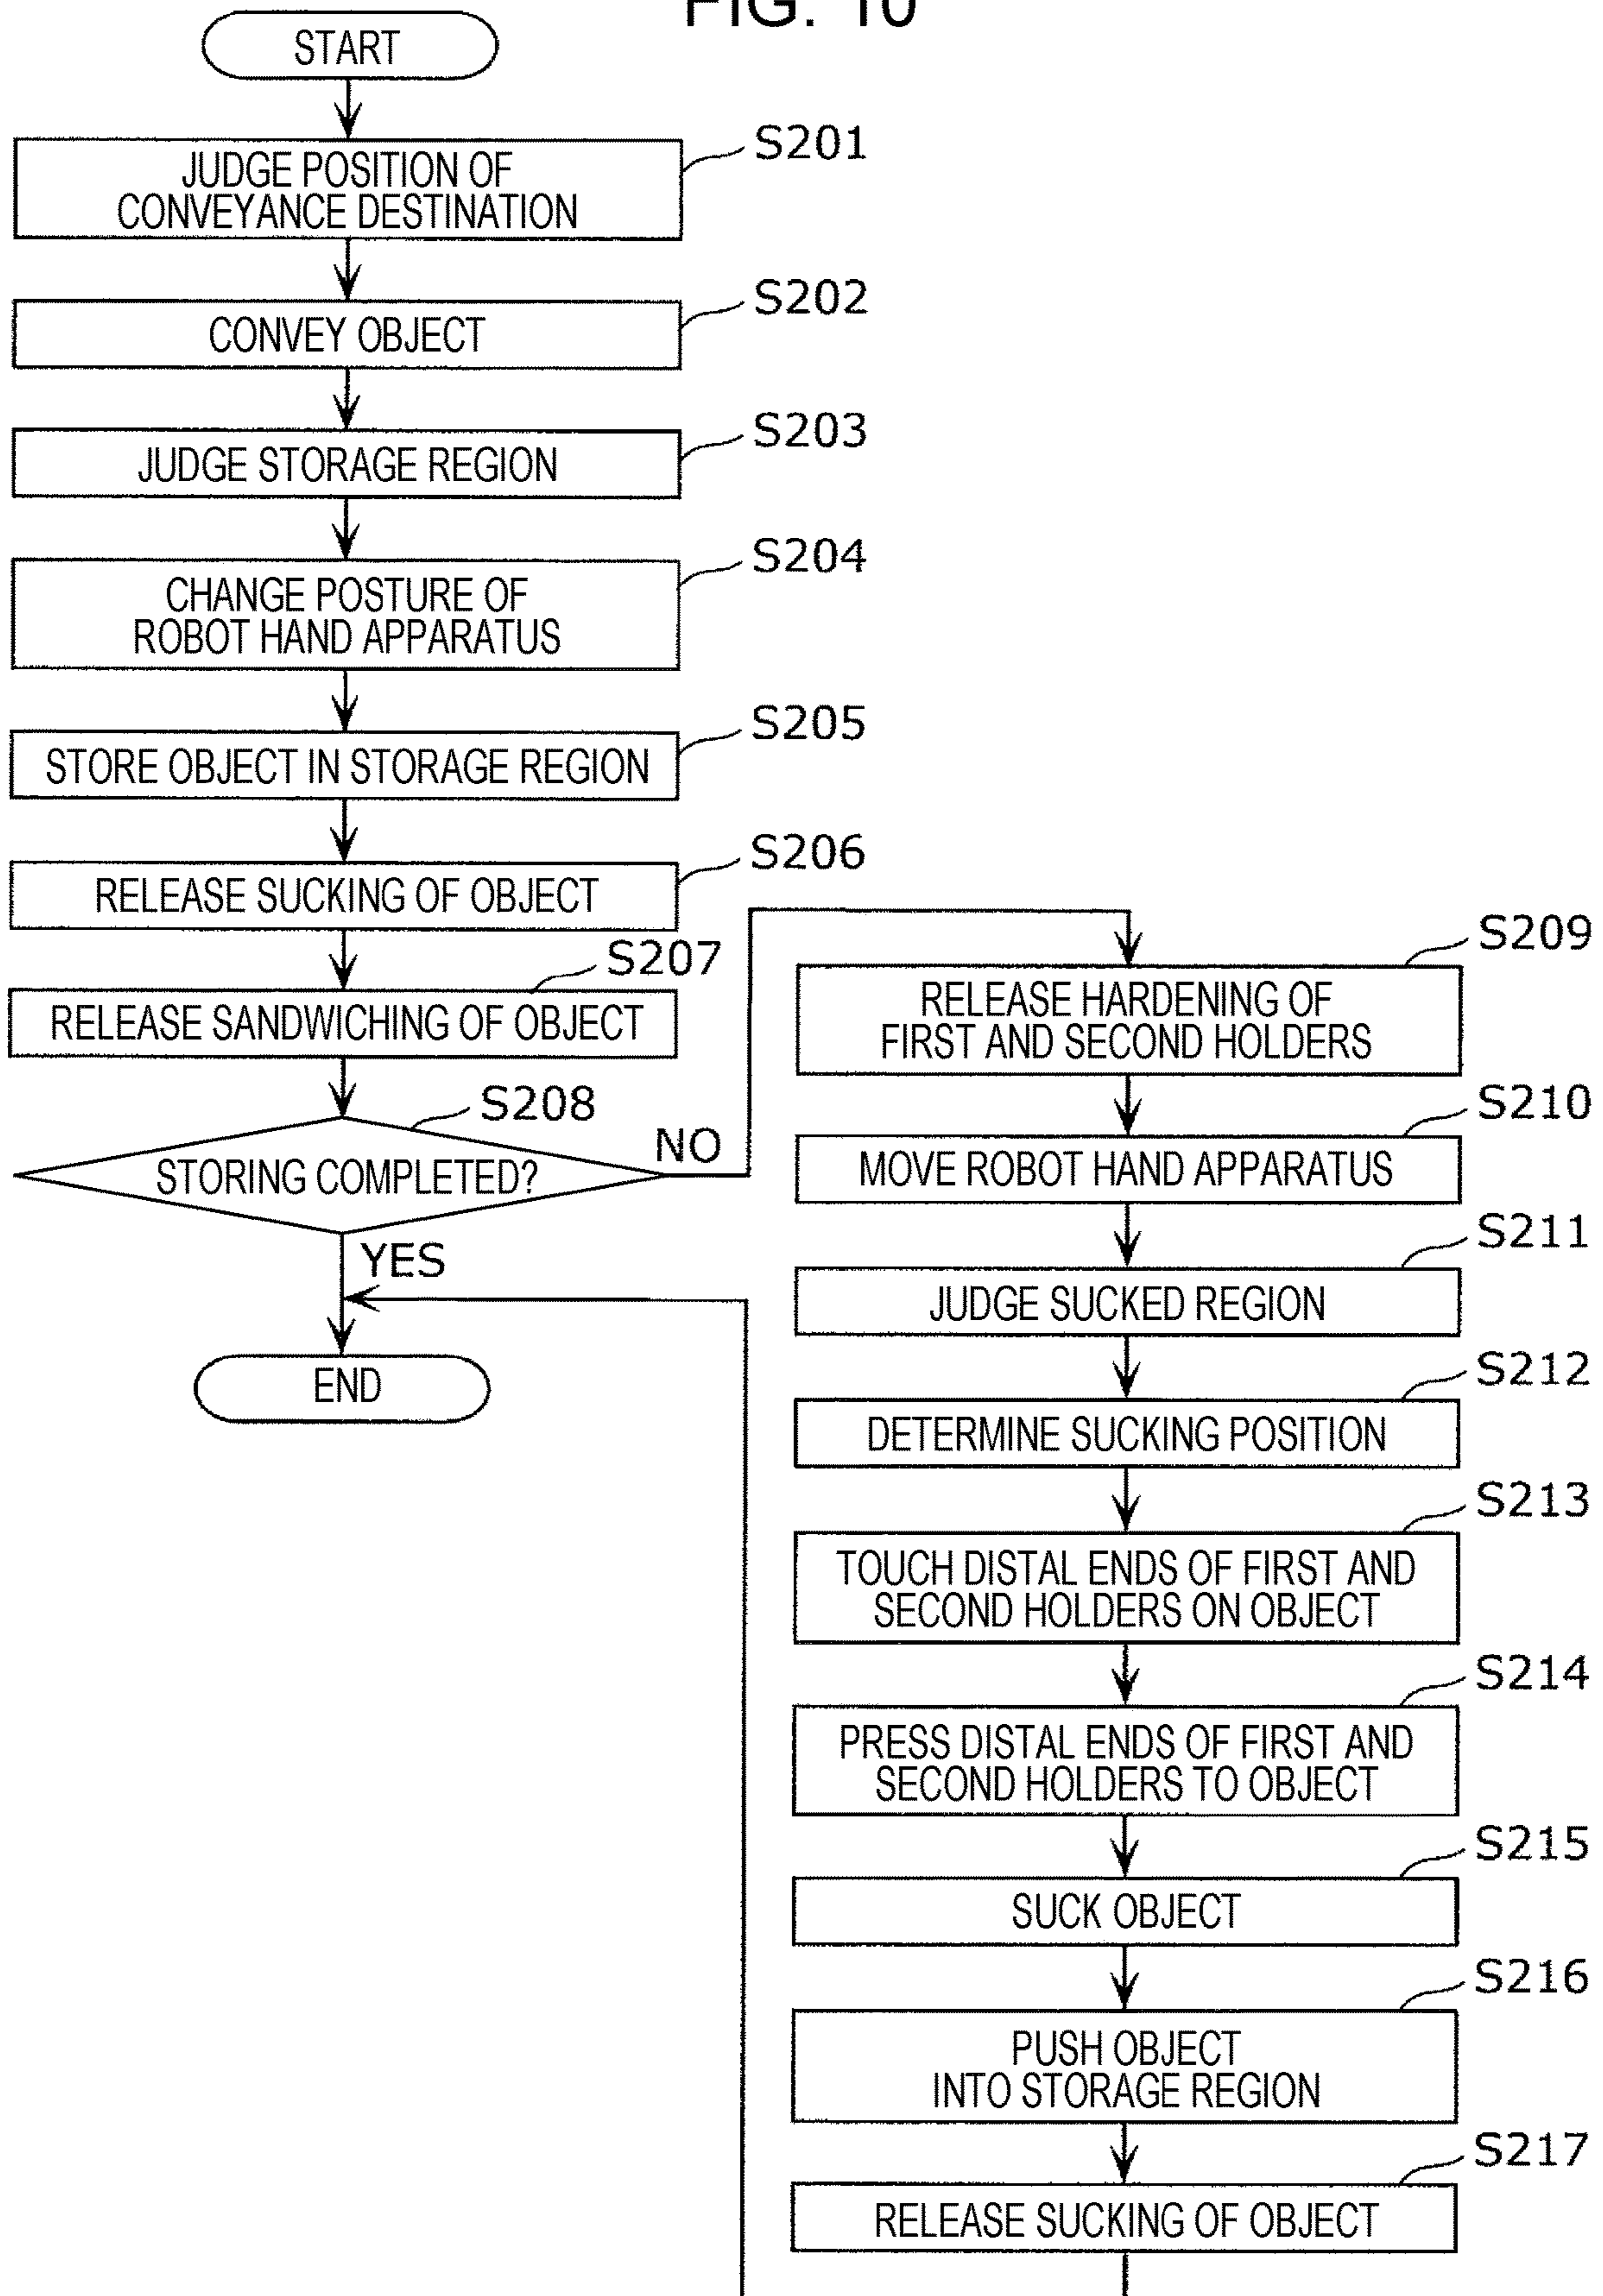 FIG. 10
START
S201
JUDGE POSITION OF
CONVEYANCE DESTINATION
S202
CONVEY OBJECT
S203
JUDGE STORAGE REGION
S204
CHANGE POSTURE OF
ROBOT HAND APPARATUS
S205
STORE OBJECT IN STORAGE REGION
S206
RELEASE SUCKING OF OBJECT
S207
RELEASE SANDWICHING OF OBJECT
S208
STORING COMPLETED?
NO
YES
END
S209
RELEASE HARDENING OF
FIRST AND SECOND HOLDERS
S210
MOVE ROBOT HAND APPARATUS
S211
JUDGE SUCKED REGION
S212
DETERMINE SUCKING POSITION
S213
TOUCH DISTAL ENDS OF FIRST AND
SECOND HOLDERS ON OBJECT
S214
PRESS DISTAL ENDS OF FIRST AND
SECOND HOLDERS TO OBJECT
S215
SUCK OBJECT
S216
PUSH OBJECT
INTO STORAGE REGION
S217
RELEASE SUCKING OF OBJECT